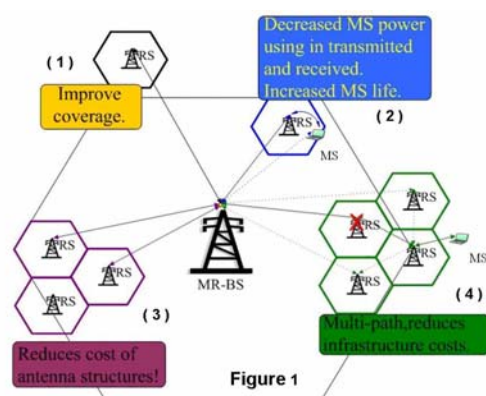 RS
( 1 )
Improve
coverage.
Decreased MS power
using in transmitted
and received.
Increased MS life.
( 2 )
RS
MS
RS
RS
RS
RS
MS
RS
RS
RS
MR-BS
( 3 )
( 4 )
Reduces cost of
antenna structures!
Multi-path,reduces
infrastructure costs.
Figure 1